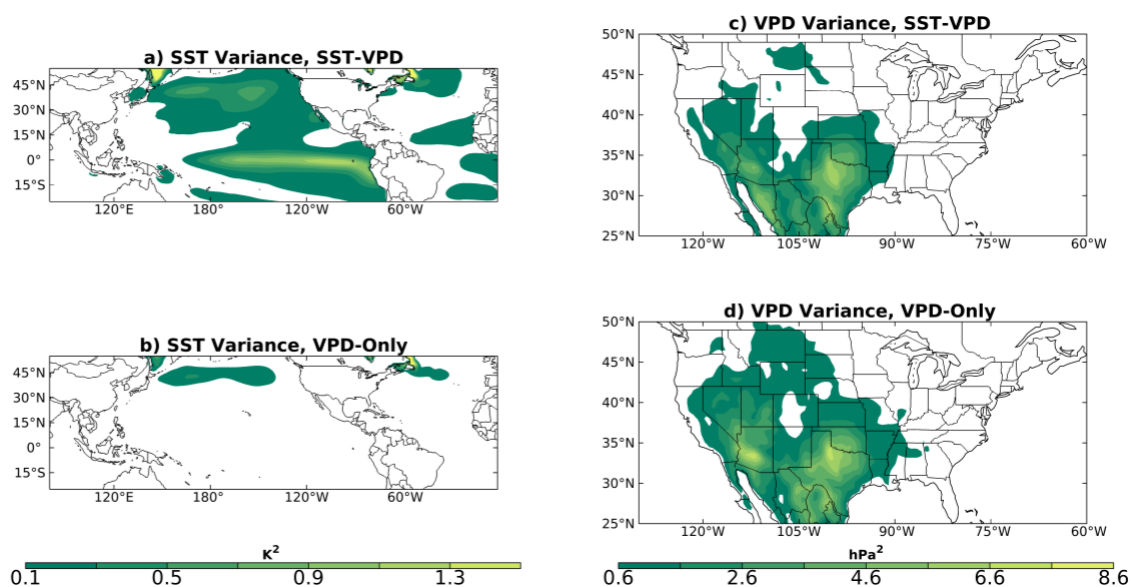 a) SST Variance, SST-VPD
45°N
30°N
15°N
0°
15°S
120°E 180° 120°W 60°W
b) SST Variance, VPD-Only
45°N
30°N
15°N
0°
15°S
120°E 180° 120°W 60°W
K²
0.1 0.5 0.9 1.3
c) VPD Variance, SST-VPD
50°N
45°N
40°N
35°N
30°N
25°N
120°W 105°W 90°W 75°W 60°W
d) VPD Variance, VPD-Only
50°N
45°N
40°N
35°N
30°N
25°N
120°W 105°W 90°W 75°W 60°W
hPa²
0.6 2.6 4.6 6.6 8.6